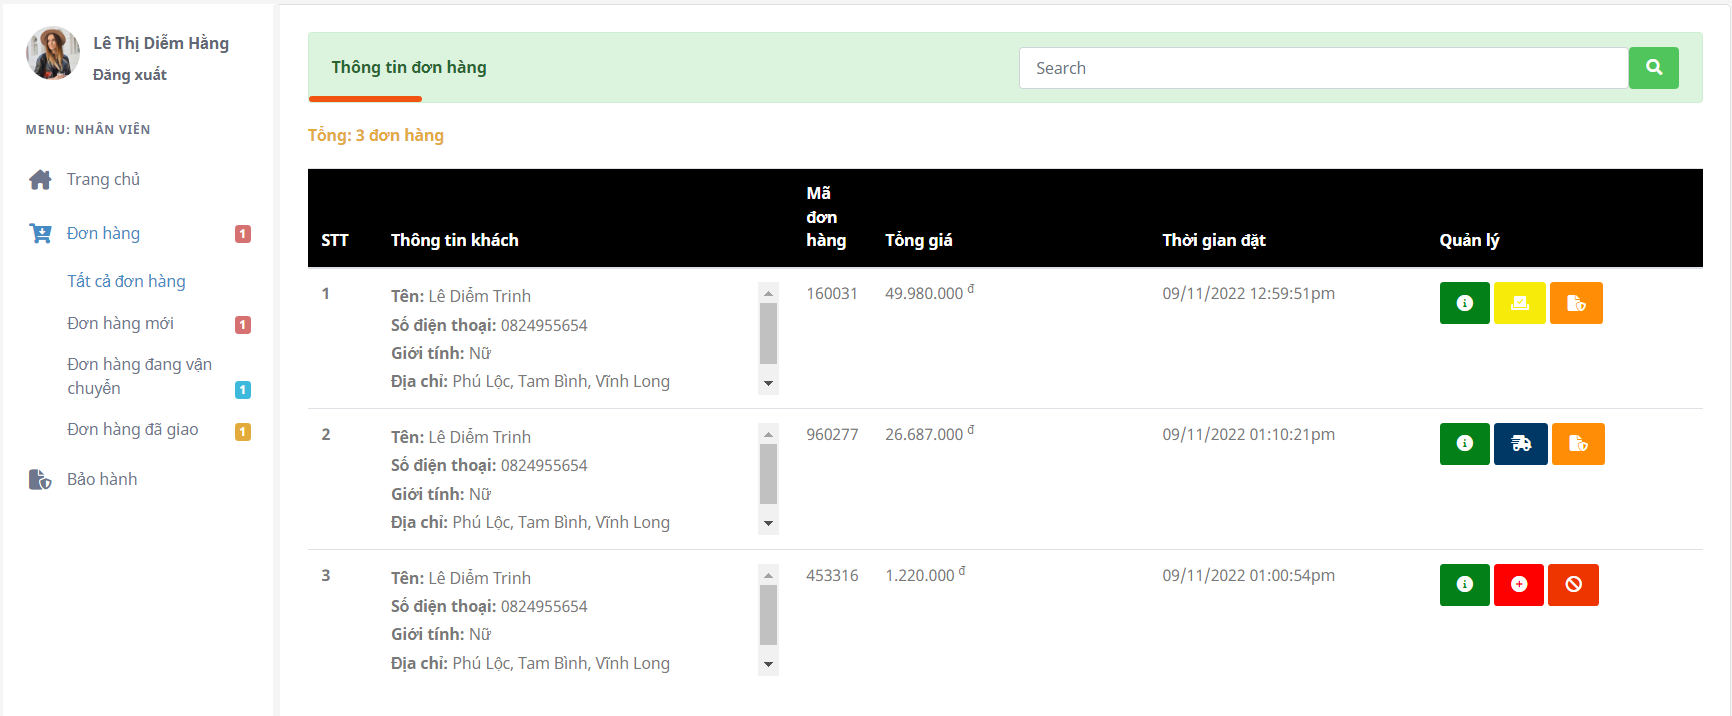 Lê Thị Diễm Hằng
Đăng xuất
MENU: NHÂN VIÊN
Trang chủ
Đơn hàng 1
Tất cả đơn hàng
Đơn hàng mới 1
Đơn hàng đang vận
chuyển 1
Đơn hàng đã giao 1
Bảo hành
Thông tin đơn hàng
Search
Tổng: 3 đơn hàng
STT Thông tin khách Mã đơn hàng Tổng giá Thời gian đặt Quản lý
1 Tên: Lê Diễm Trinh 160031 49.980.000 đ 09/11/2022 12:59:51pm
Số điện thoại: 0824955654
Giới tính: Nữ
Địa chỉ: Phú Lộc, Tam Bình, Vĩnh Long
2 Tên: Lê Diễm Trinh 960277 26.687.000 đ 09/11/2022 01:10:21pm
Số điện thoại: 0824955654
Giới tính: Nữ
Địa chỉ: Phú Lộc, Tam Bình, Vĩnh Long
3 Tên: Lê Diễm Trinh 453316 1.220.000 đ 09/11/2022 01:00:54pm
Số điện thoại: 0824955654
Giới tính: Nữ
Địa chỉ: Phú Lộc, Tam Bình, Vĩnh Long